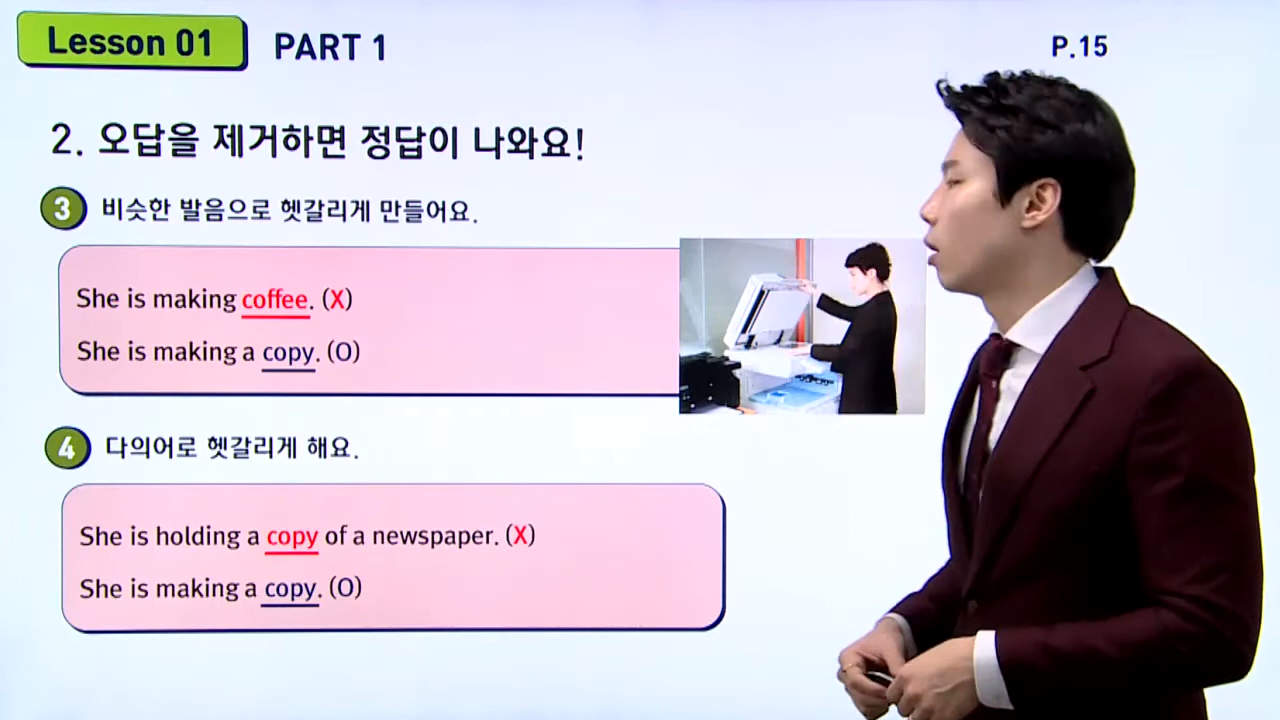 Lesson 01 PART 1 P.15
2. 오답을 제거하면 정답이 나와요!
3 비슷한 발음으로 헷갈리게 만들어요.
She is making coffee. (X)
She is making a copy. (O)
4 다의어로 헷갈리게 해요.
She is holding a copy of a newspaper. (X)
She is making a copy. (O)